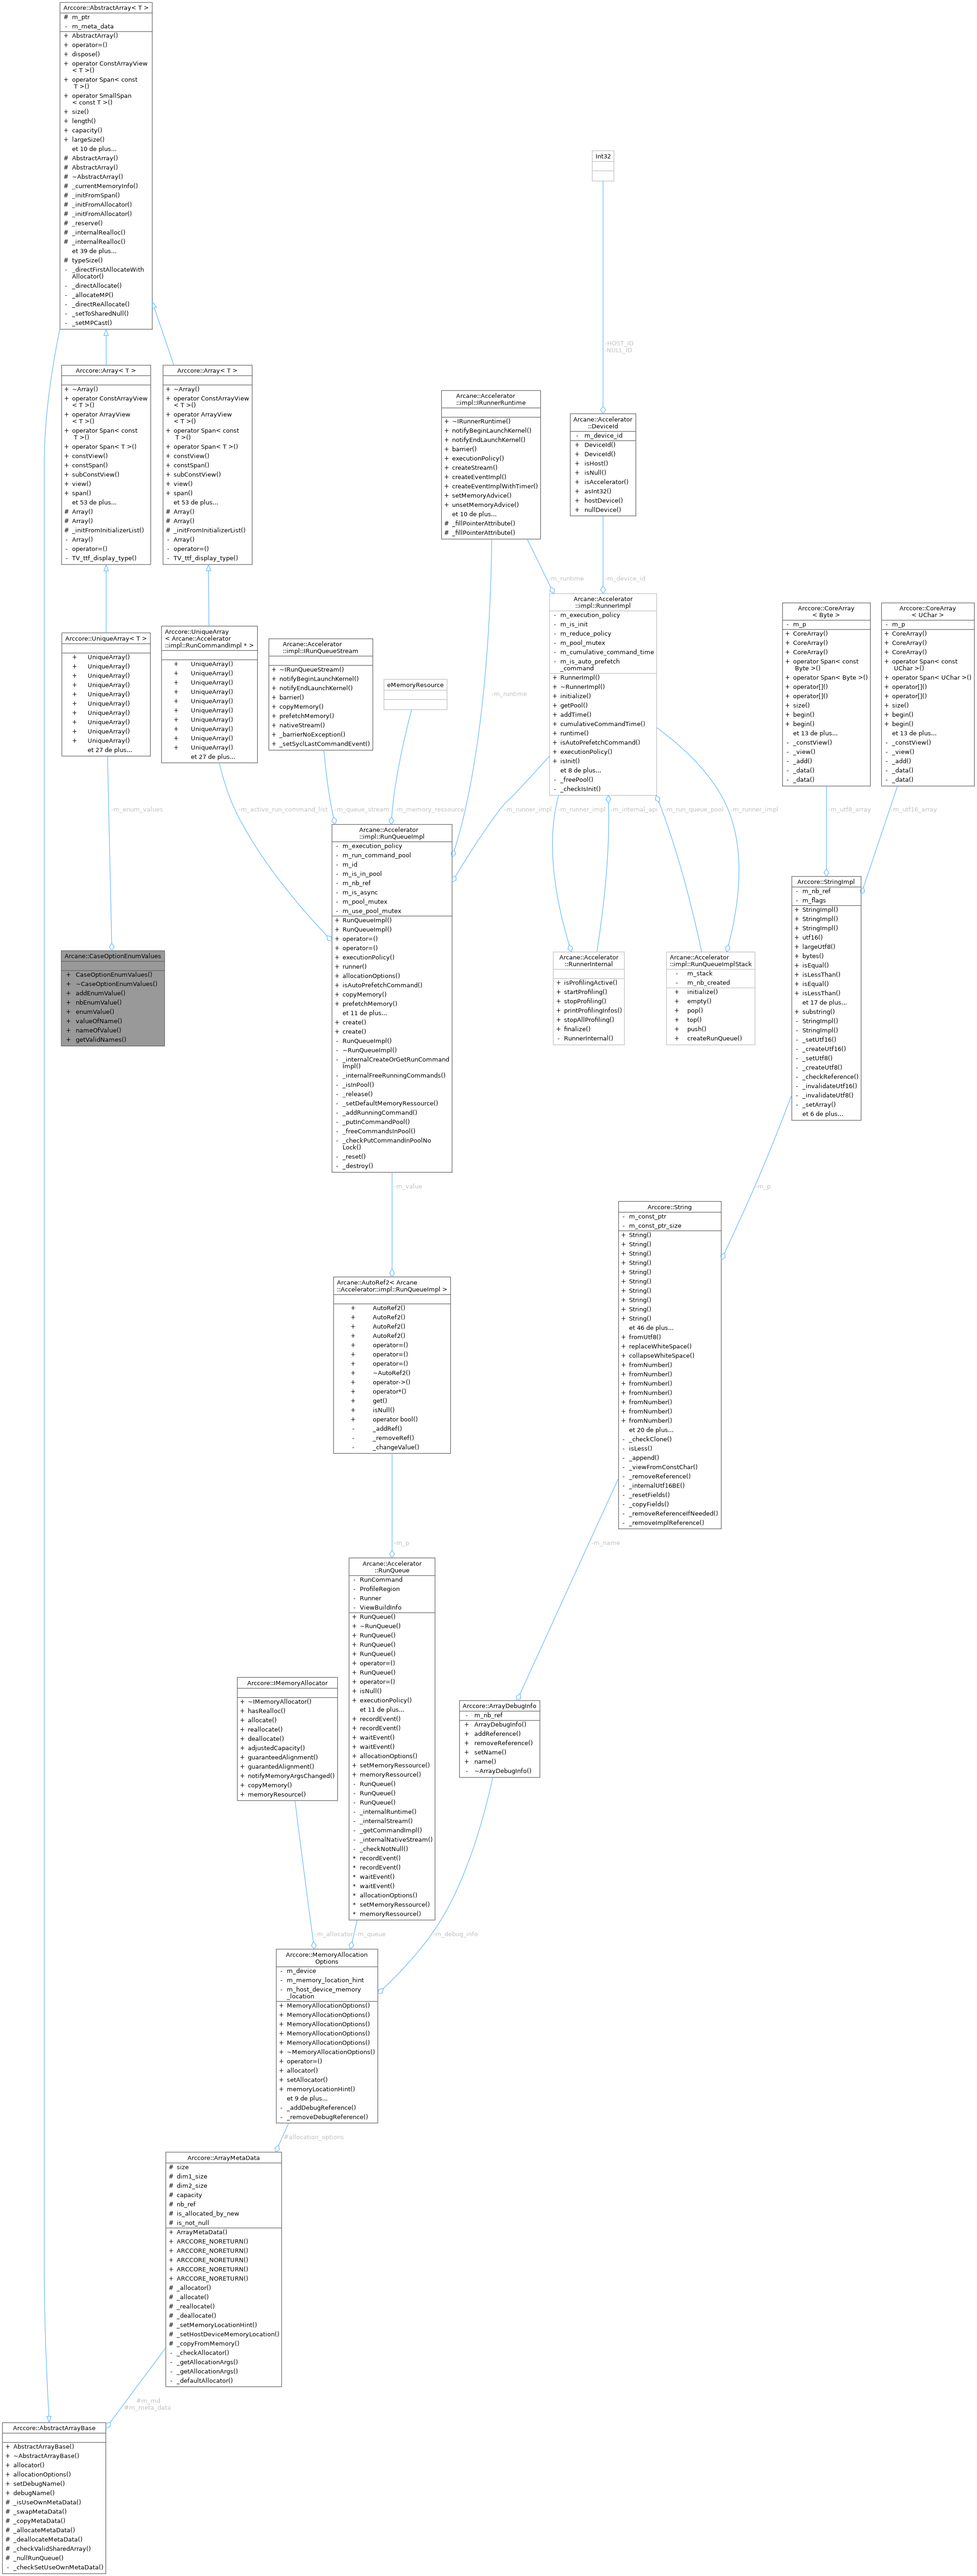 Arccore::AbstractArray< T >
# m_ptr
- m_meta_data
+ AbstractArray()
+ operator=()
+ dispose()
+ operator ConstArrayView
< T >()
+ operator Span< const
T >()
+ operator SmallSpan
< const T >()
+ size()
+ length()
+ capacity()
+ largeSize()
et 10 de plus...
# AbstractArray()
# AbstractArray()
# ~AbstractArray()
# _currentMemoryInfo()
# _initFromSpan()
# _initFromAllocator()
# _initFromAllocator()
# _reserve()
# _internalRealloc()
# _internalRealloc()
et 39 de plus...
# typeSize()
- _directFirstAllocateWith
Allocator()
- _directAllocate()
- _allocateMP()
- _directReAllocate()
- _setToSharedNull()
- _setMPCast()
Int32
-HOST_ID
-NULL_ID
Arccore::Array< T >
+ ~Array()
+ operator ConstArrayView
< T >()
+ operator ArrayView
< T >()
+ operator Span< const
T >()
+ operator Span< T >()
+ constView()
+ constSpan()
+ subConstView()
+ view()
+ span()
et 53 de plus...
# Array()
# Array()
# _initFromInitializerList()
- Array()
- operator=()
- TV_ttf_display_type()
Arccore::Array< T >
+ ~Array()
+ operator ConstArrayView
< T >()
+ operator ArrayView
< T >()
+ operator Span< const
T >()
+ operator Span< T >()
+ constView()
+ constSpan()
+ subConstView()
+ view()
+ span()
et 53 de plus...
# Array()
# Array()
# _initFromInitializerList()
- Array()
- operator=()
- TV_ttf_display_type()
Arcane::Accelerator
::impl::IRunnerRuntime
+ ~IRunnerRuntime()
+ notifyBeginLaunchKernel()
+ notifyEndLaunchKernel()
+ barrier()
+ executionPolicy()
+ createStream()
+ createEventImpl()
+ createEventImplWithTimer()
+ setMemoryAdvice()
+ unsetMemoryAdvice()
et 10 de plus...
# _fillPointerAttribute()
# _fillPointerAttribute()
Arcane::Accelerator
::DeviceId
- m_device_id
+ DeviceId()
+ DeviceId()
+ isHost()
+ isNull()
+ isAccelerator()
+ asInt32()
+ hostDevice()
+ nullDevice()
-m_runtime
-m_device_id
Arccore::UniqueArray< T >
+ UniqueArray()
+ UniqueArray()
+ UniqueArray()
+ UniqueArray()
+ UniqueArray()
+ UniqueArray()
+ UniqueArray()
+ UniqueArray()
+ UniqueArray()
+ UniqueArray()
et 27 de plus...
Arccore::UniqueArray
< Arcane::Accelerator
::impl::RunCommandImpl * >
+ UniqueArray()
+ UniqueArray()
+ UniqueArray()
+ UniqueArray()
+ UniqueArray()
+ UniqueArray()
+ UniqueArray()
+ UniqueArray()
+ UniqueArray()
+ UniqueArray()
et 27 de plus...
Arcane::Accelerator
::impl::IRunQueueStream
+ ~IRunQueueStream()
+ notifyBeginLaunchKernel()
+ notifyEndLaunchKernel()
+ barrier()
+ copyMemory()
+ prefetchMemory()
+ nativeStream()
+ _barrierNoException()
+ _setSyclLastCommandEvent()
eMemoryResource
-m_runtime
Arcane::Accelerator
::impl::RunnerImpl
- m_execution_policy
- m_is_init
- m_reduce_policy
- m_pool_mutex
- m_cumulative_command_time
- m_is_auto_prefetch
_command
+ RunnerImpl()
+ ~RunnerImpl()
+ initialize()
+ getPool()
+ addTime()
+ cumulativeCommandTime()
+ runtime()
+ isAutoPrefetchCommand()
+ executionPolicy()
+ isInit()
et 8 de plus...
- _freePool()
- _checkIsInit()
Arccore::CoreArray
< Byte >
- m_p
+ CoreArray()
+ CoreArray()
+ CoreArray()
+ operator Span< const
Byte >()
+ operator Span< Byte >()
+ operator[]()
+ operator[]()
+ size()
+ begin()
+ begin()
et 13 de plus...
- _constView()
- _view()
- _add()
- _data()
- _data()
Arccore::CoreArray
< UChar >
- m_p
+ CoreArray()
+ CoreArray()
+ CoreArray()
+ operator Span< const
UChar >()
+ operator Span< UChar >()
+ operator[]()
+ operator[]()
+ size()
+ begin()
+ begin()
et 13 de plus...
- _constView()
- _view()
- _add()
- _data()
- _data()
-m_enum_values
-m_active_run_command_list
-m_queue_stream
-m_memory_ressource
-m_runner_impl
-m_runner_impl
-m_internal_api
-m_run_queue_pool
-m_runner_impl
-m_utf8_array
-m_utf16_array
Arcane::CaseOptionEnumValues
+ CaseOptionEnumValues()
+ ~CaseOptionEnumValues()
+ addEnumValue()
+ nbEnumValue()
+ enumValue()
+ valueOfName()
+ nameOfValue()
+ getValidNames()
Arcane::Accelerator
::impl::RunQueueImpl
- m_execution_policy
- m_run_command_pool
- m_id
- m_is_in_pool
- m_nb_ref
- m_is_async
- m_pool_mutex
- m_use_pool_mutex
+ RunQueueImpl()
+ RunQueueImpl()
+ operator=()
+ operator=()
+ executionPolicy()
+ runner()
+ allocationOptions()
+ isAutoPrefetchCommand()
+ copyMemory()
+ prefetchMemory()
et 11 de plus...
+ create()
+ create()
- RunQueueImpl()
- ~RunQueueImpl()
- _internalCreateOrGetRunCommand
Impl()
- _internalFreeRunningCommands()
- _isInPool()
- _release()
- _setDefaultMemoryRessource()
- _addRunningCommand()
- _putInCommandPool()
- _freeCommandsInPool()
- _checkPutCommandInPoolNo
Lock()
- _reset()
- _destroy()
Arcane::Accelerator
::RunnerInternal
+ isProfilingActive()
+ startProfiling()
+ stopProfiling()
+ printProfilingInfos()
+ stopAllProfiling()
+ finalize()
- RunnerInternal()
Arcane::Accelerator
::impl::RunQueueImplStack
- m_stack
- m_nb_created
+ initialize()
+ empty()
+ pop()
+ top()
+ push()
+ createRunQueue()
Arccore::StringImpl
- m_nb_ref
- m_flags
+ StringImpl()
+ StringImpl()
+ StringImpl()
+ utf16()
+ largeUtf8()
+ bytes()
+ isEqual()
+ isLessThan()
+ isEqual()
+ isLessThan()
et 17 de plus...
+ substring()
- StringImpl()
- StringImpl()
- _setUtf16()
- _createUtf16()
- _setUtf8()
- _createUtf8()
- _checkReference()
- _invalidateUtf16()
- _invalidateUtf8()
- _setArray()
et 6 de plus...
-m_value
-m_p
Arccore::String
- m_const_ptr
- m_const_ptr_size
+ String()
+ String()
+ String()
+ String()
+ String()
+ String()
+ String()
+ String()
+ String()
+ String()
et 46 de plus...
+ fromUtf8()
+ replaceWhiteSpace()
+ collapseWhiteSpace()
+ fromNumber()
+ fromNumber()
+ fromNumber()
+ fromNumber()
+ fromNumber()
+ fromNumber()
+ fromNumber()
et 20 de plus...
- _checkClone()
- isLess()
- _append()
- _viewFromConstChar()
- _removeReference()
- _internalUtf16BE()
- _resetFields()
- _copyFields()
- _removeReferenceIfNeeded()
- _removeImplReference()
Arcane::AutoRef2< Arcane
::Accelerator::impl::RunQueueImpl >
+ AutoRef2()
+ AutoRef2()
+ AutoRef2()
+ AutoRef2()
+ operator=()
+ operator=()
+ operator=()
+ ~AutoRef2()
+ operator->()
+ operator*()
+ get()
+ isNull()
+ operator bool()
- _addRef()
- _removeRef()
- _changeValue()
-m_p
-m_name
Arcane::Accelerator
::RunQueue
- RunCommand
- ProfileRegion
- Runner
- ViewBuildInfo
+ RunQueue()
+ ~RunQueue()
+ RunQueue()
+ RunQueue()
+ RunQueue()
+ operator=()
+ RunQueue()
+ operator=()
+ isNull()
+ executionPolicy()
et 11 de plus...
+ recordEvent()
+ recordEvent()
+ waitEvent()
+ waitEvent()
+ allocationOptions()
+ setMemoryRessource()
+ memoryRessource()
- RunQueue()
- RunQueue()
- RunQueue()
- _internalRuntime()
- _internalStream()
- _getCommandImpl()
- _internalNativeStream()
- _checkNotNull()
* recordEvent()
* recordEvent()
* waitEvent()
* waitEvent()
* allocationOptions()
* setMemoryRessource()
* memoryRessource()
Arccore::IMemoryAllocator
+ ~IMemoryAllocator()
+ hasRealloc()
+ allocate()
+ reallocate()
+ deallocate()
+ adjustedCapacity()
+ guaranteedAlignment()
+ guarantedAlignment()
+ notifyMemoryArgsChanged()
+ copyMemory()
+ memoryResource()
Arccore::ArrayDebugInfo
- m_nb_ref
+ ArrayDebugInfo()
+ addReference()
+ removeReference()
+ setName()
+ name()
- ~ArrayDebugInfo()
-m_allocator
-m_queue
-m_debug_info
Arccore::MemoryAllocation
Options
- m_device
- m_memory_location_hint
- m_host_device_memory
_location
+ MemoryAllocationOptions()
+ MemoryAllocationOptions()
+ MemoryAllocationOptions()
+ MemoryAllocationOptions()
+ MemoryAllocationOptions()
+ ~MemoryAllocationOptions()
+ operator=()
+ allocator()
+ setAllocator()
+ memoryLocationHint()
et 9 de plus...
- _addDebugReference()
- _removeDebugReference()
#allocation_options
Arccore::ArrayMetaData
# size
# dim1_size
# dim2_size
# capacity
# nb_ref
# is_allocated_by_new
# is_not_null
+ ArrayMetaData()
+ ARCCORE_NORETURN()
+ ARCCORE_NORETURN()
+ ARCCORE_NORETURN()
+ ARCCORE_NORETURN()
+ ARCCORE_NORETURN()
# _allocator()
# _allocate()
# _reallocate()
# _deallocate()
# _setMemoryLocationHint()
# _setHostDeviceMemoryLocation()
# _copyFromMemory()
- _checkAllocator()
- _getAllocationArgs()
- _getAllocationArgs()
- _defaultAllocator()
#m_md
#m_meta_data
Arccore::AbstractArrayBase
+ AbstractArrayBase()
+ ~AbstractArrayBase()
+ allocator()
+ allocationOptions()
+ setDebugName()
+ debugName()
# _isUseOwnMetaData()
# _swapMetaData()
# _copyMetaData()
# _allocateMetaData()
# _deallocateMetaData()
# _checkValidSharedArray()
# _nullRunQueue()
- _checkSetUseOwnMetaData()